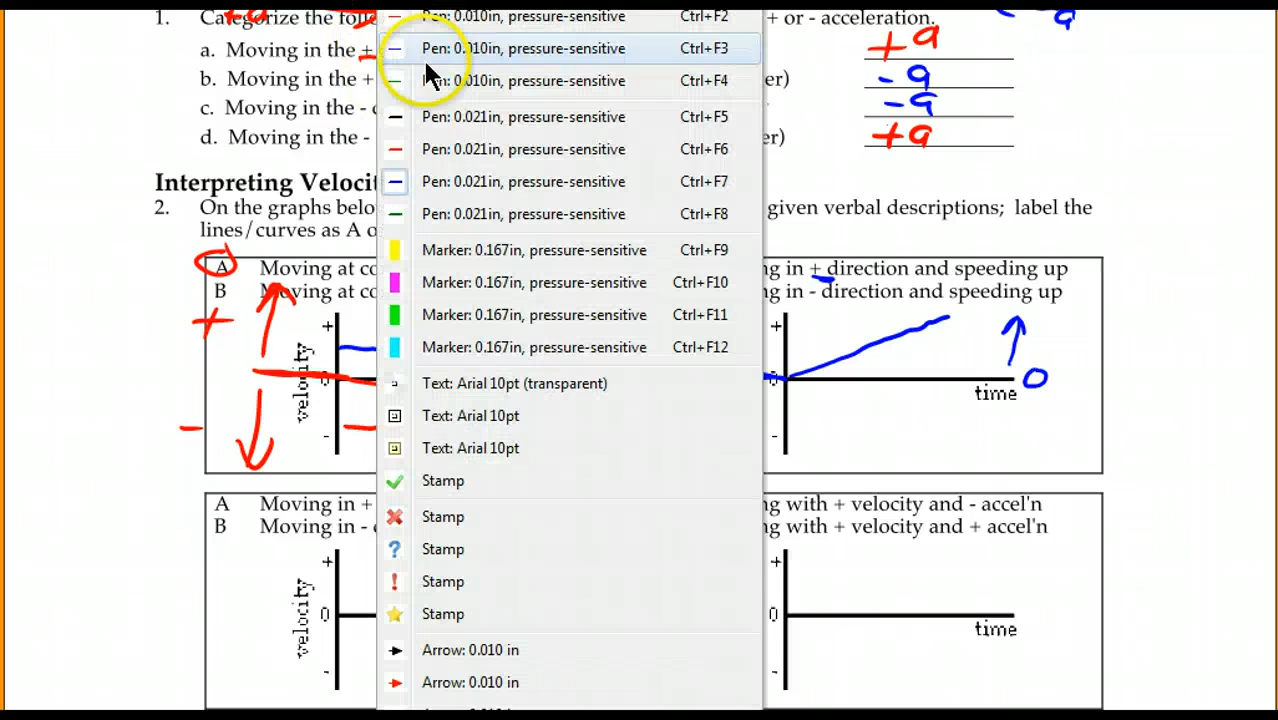 1. Categorize the follo
+ or - acceleration.
a. Moving in the +
+a
b. Moving in the +
er)
-a
c. Moving in the -
-a
d. Moving in the -
er)
+a
Pen: 0.010in, pressure-sensitive Ctrl+F2
Pen: 0.010in, pressure-sensitive Ctrl+F3
Pen: 0.010in, pressure-sensitive Ctrl+F4
Pen: 0.021in, pressure-sensitive Ctrl+F5
Pen: 0.021in, pressure-sensitive Ctrl+F6
Pen: 0.021in, pressure-sensitive Ctrl+F7
Pen: 0.021in, pressure-sensitive Ctrl+F8
Marker: 0.167in, pressure-sensitive Ctrl+F9
Marker: 0.167in, pressure-sensitive Ctrl+F10
Marker: 0.167in, pressure-sensitive Ctrl+F11
Marker: 0.167in, pressure-sensitive Ctrl+F12
Text: Arial 10pt (transparent)
Text: Arial 10pt
Text: Arial 10pt
Stamp
Stamp
Stamp
Stamp
Stamp
Arrow: 0.010 in
Arrow: 0.010 in
Interpreting Velocit
2. On the graphs belo
given verbal descriptions; label the
lines/curves as A o
A Moving at co
ng in + direction and speeding up
B Moving at co
ng in - direction and speeding up
+
+
velocity
0
-
-
+
0
-
time
0
A Moving in +
ng with + velocity and - accel'n
B Moving in -
ng with + velocity and + accel'n
+
velocity
0
-
+
0
-
time